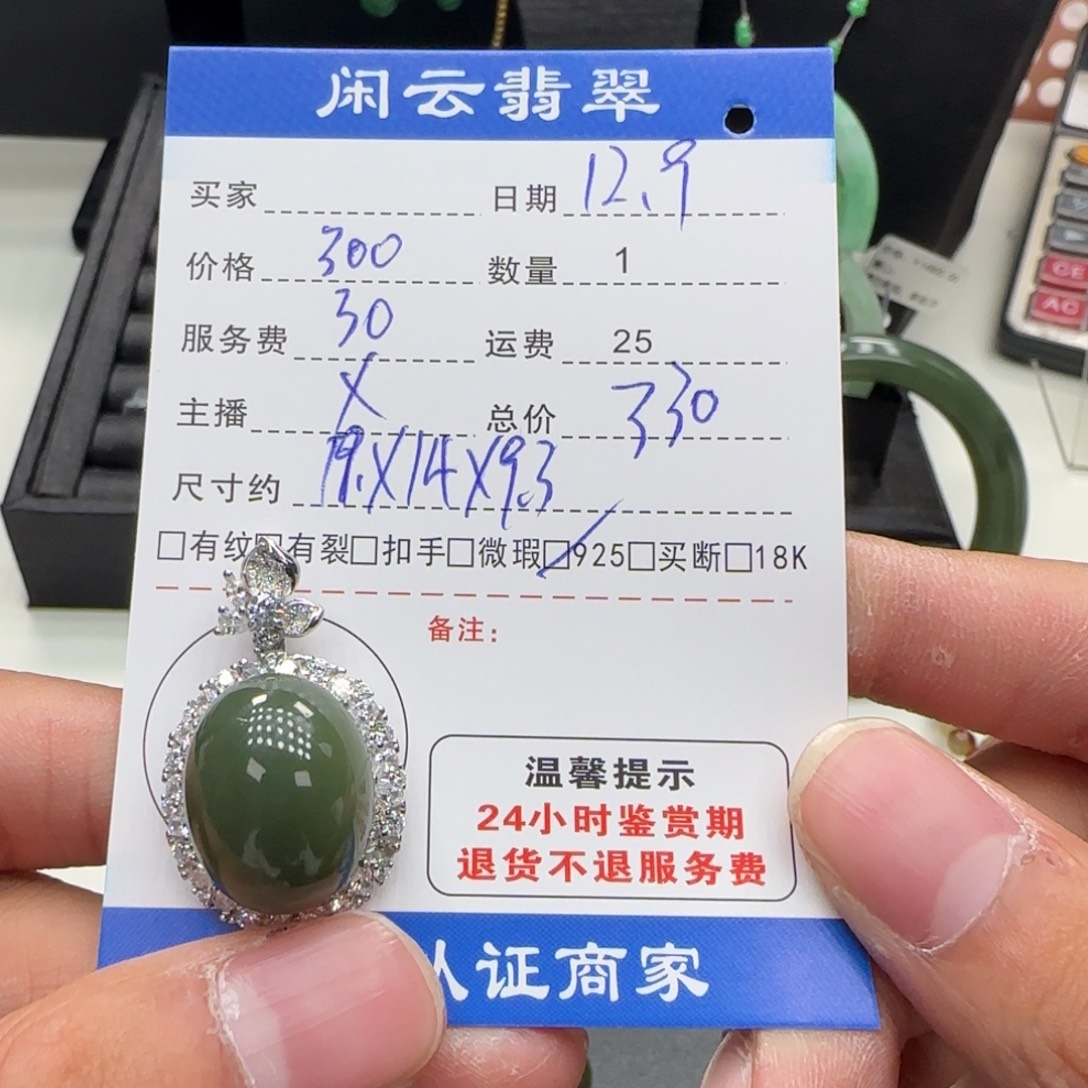 闲云翡翠
买家 日期 12.9
价格 300 数量 1
服务费 30 运费 25
主播 X 总价 330
尺寸约 19.X14X9.3
□有纹□有裂□扣手□微瑕□925□买断□18K
备注：
温馨提示
24小时鉴赏期
退货不退服务费
认证商家
CE
AC